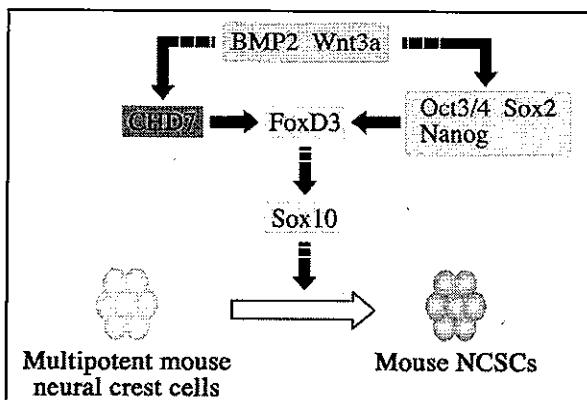 BMP2 Wnt3a
CHD7
FoxD3
Oct3/4 Sox2
Nanog
Sox10
Multipotent mouse
neural crest cells
Mouse NCSCs